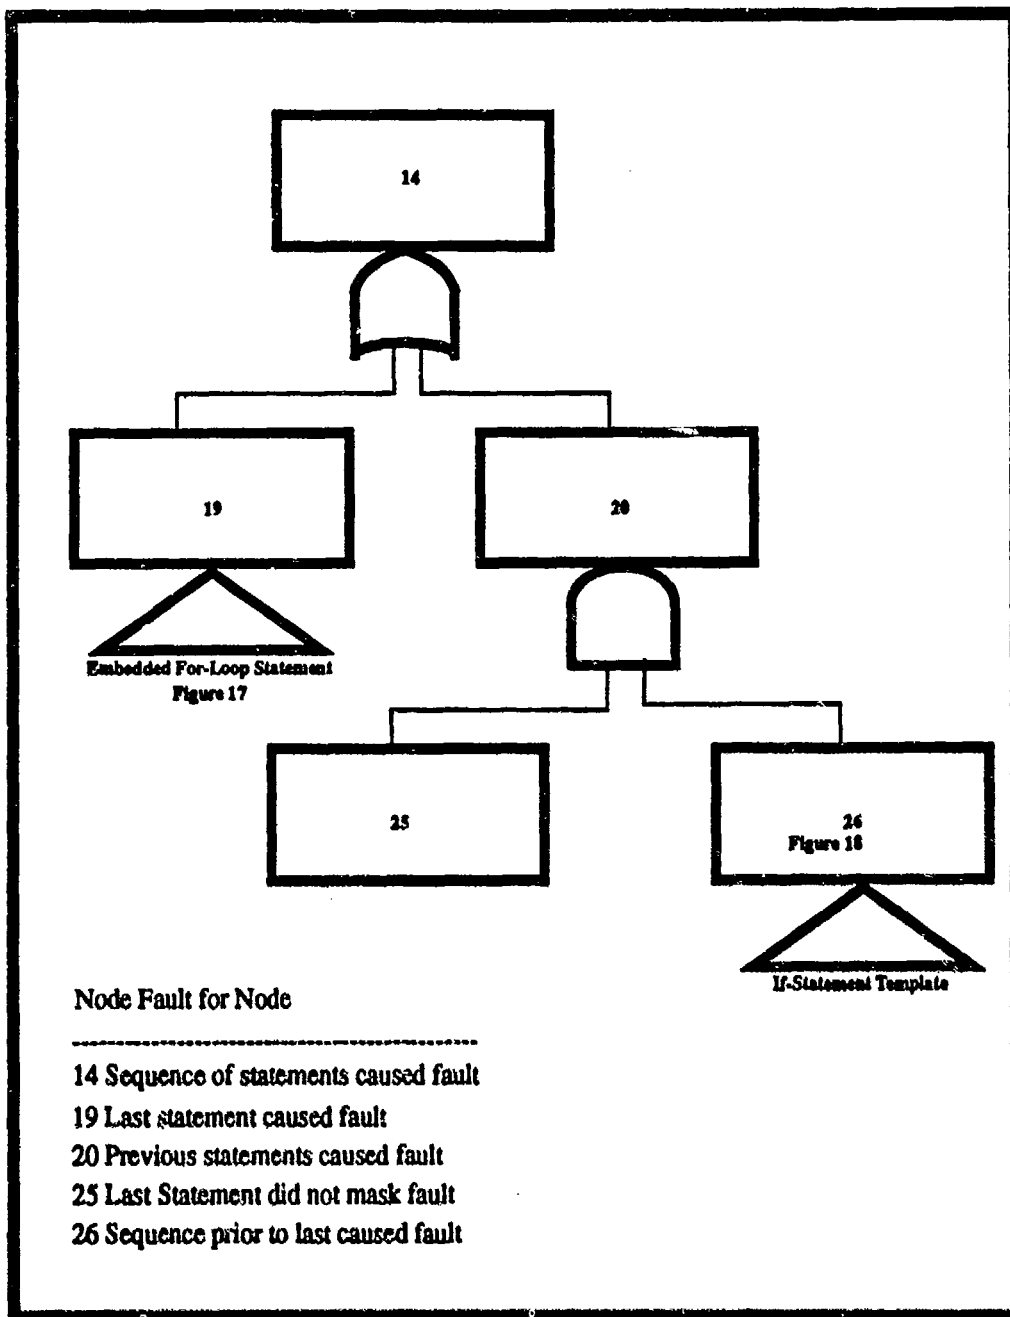 14
19
20
Embedded For-Loop Statement
Figure 17
25
26
Figure 18
If-Statement Template
Node Fault for Node
---------------------------------------------
14 Sequence of statements caused fault
19 Last statement caused fault
20 Previous statements caused fault
25 Last Statement did not mask fault
26 Sequence prior to last caused fault